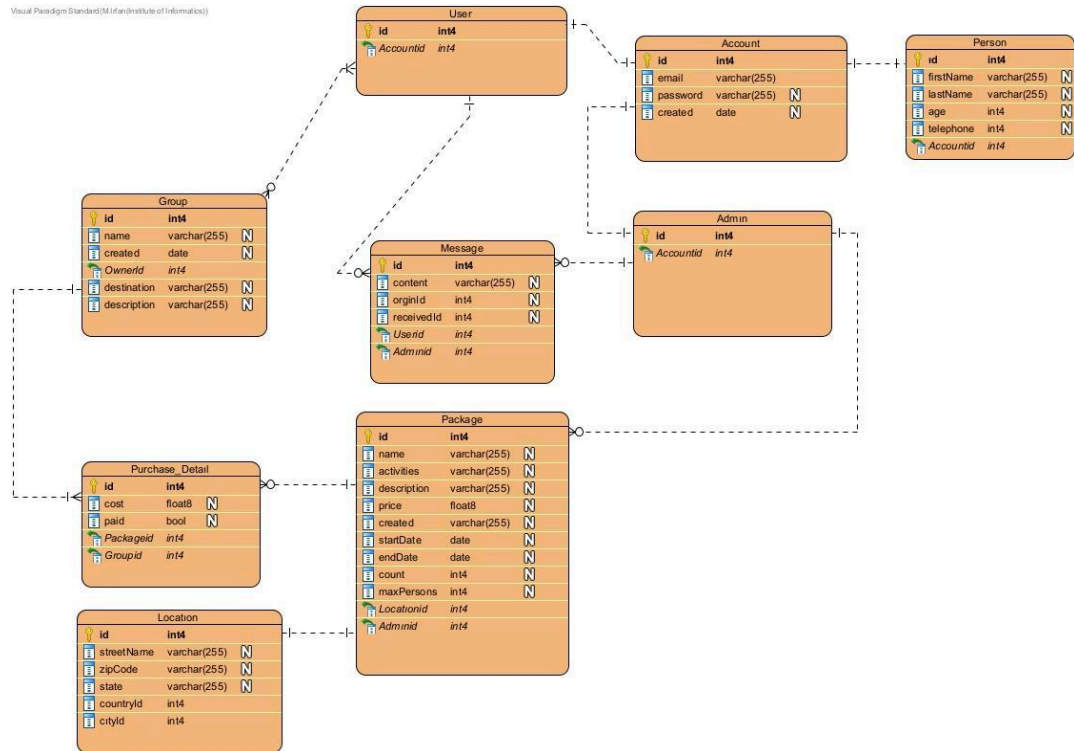 Visual Paradigm Standard(M.Irfan(Institute of Informatics))
User
id int4
Accountid int4
Account
id int4
email varchar(255)
password varchar(255) N
created date N
Person
id int4
firstName varchar(255) N
lastName varchar(255) N
age int4 N
telephone int4 N
Accountid int4
Group
id int4
name varchar(255) N
created date N
OwnerId int4
destination varchar(255) N
description varchar(255) N
Message
id int4
content varchar(255) N
orginId int4 N
receivedId int4 N
Userid int4
Adminid int4
Admin
id int4
Accountid int4
Package
id int4
name varchar(255) N
activities varchar(255) N
description varchar(255) N
price float8 N
created varchar(255) N
startDate date N
endDate date N
count int4 N
maxPersons int4 N
Locationid int4
Adminid int4
Purchase_Detail
id int4
cost float8 N
paid bool N
Packageid int4
Groupid int4
Location
id int4
streetName varchar(255) N
zipCode varchar(255) N
state varchar(255) N
countryId int4
cityId int4